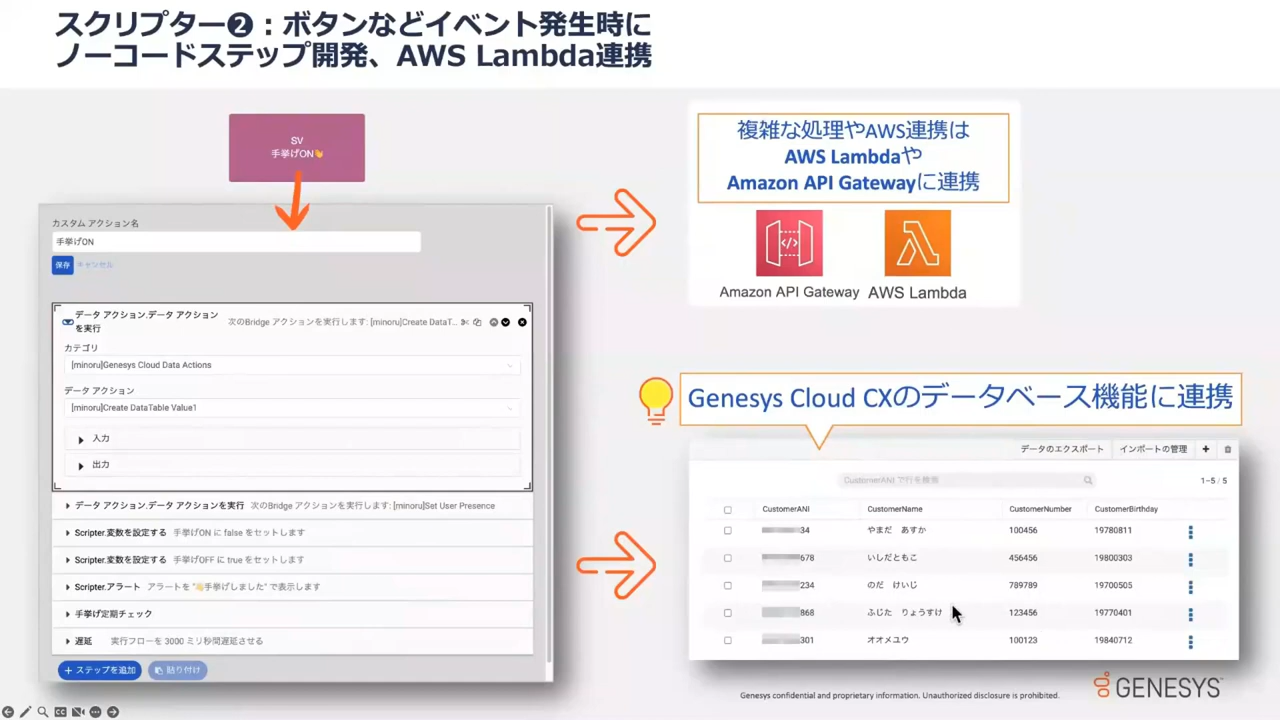 スクリプター❷：ボタンなどイベント発生時に
ノーコードステップ開発、AWS Lambda連携
SV
手挙げON👋
カスタム アクション名
手挙げON
保存 キャンセル
データ アクション.データ アクションを実行 次のBridge アクションを実行します: [minoru]Create DataT...
カテゴリ
[minoru]Genesys Cloud Data Actions
データ アクション
[minoru]Create DataTable Value1
入力
出力
データ アクション.データ アクションを実行 次のBridge アクションを実行します: [minoru]Set User Presence
Scripter.変数を設定する 手挙げON に false をセットします
Scripter.変数を設定する 手挙げOFF に true をセットします
Scripter.アラート アラートを "👋手挙げしました" で表示します
手挙げ定期チェック
遅延 実行フローを 3000 ミリ秒間遅延させる
+ ステップを追加 貼り付け
複雑な処理やAWS連携は
AWS Lambdaや
Amazon API Gatewayに連携
Amazon API Gateway AWS Lambda
Genesys Cloud CXのデータベース機能に連携
データのエクスポート インポートの管理 +
CustomerANI で行を検索 1–5 / 5
CustomerANI CustomerName CustomerNumber CustomerBirthday
34 やまだ あすか 100456 19780811
678 いしだともこ 456456 19800303
234 のだ けいじ 789789 19700505
868 ふじた りょうすけ 123456 19770401
301 オオメユウ 100123 19840712
Genesys confidential and proprietary information. Unauthorized disclosure is prohibited.
GENESYS